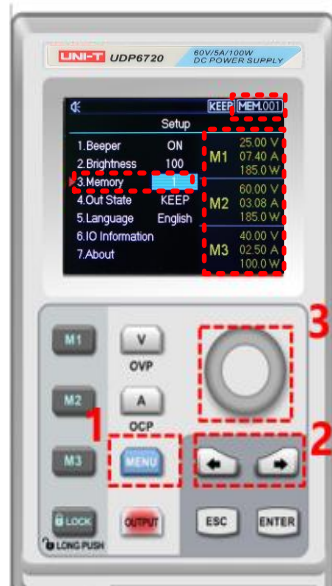 UNI-T UDP6720 60V/5A/100W
DC POWER SUPPLY
KEEP MEM.001
Setup
1.Beeper ON
2.Brightness 100
3.Memory 1
4.Out State KEEP
5.Language English
6.IO Information
7.About
M1 25.00 V
07.40 A
185.0 W
M2 60.00 V
03.08 A
185.0 W
M3 40.00 V
02.50 A
100.0 W
3
M1 V
OVP
M2 A
OCP
1
2
M3 MENU
LOCK OUTPUT ESC ENTER
LONG PUSH